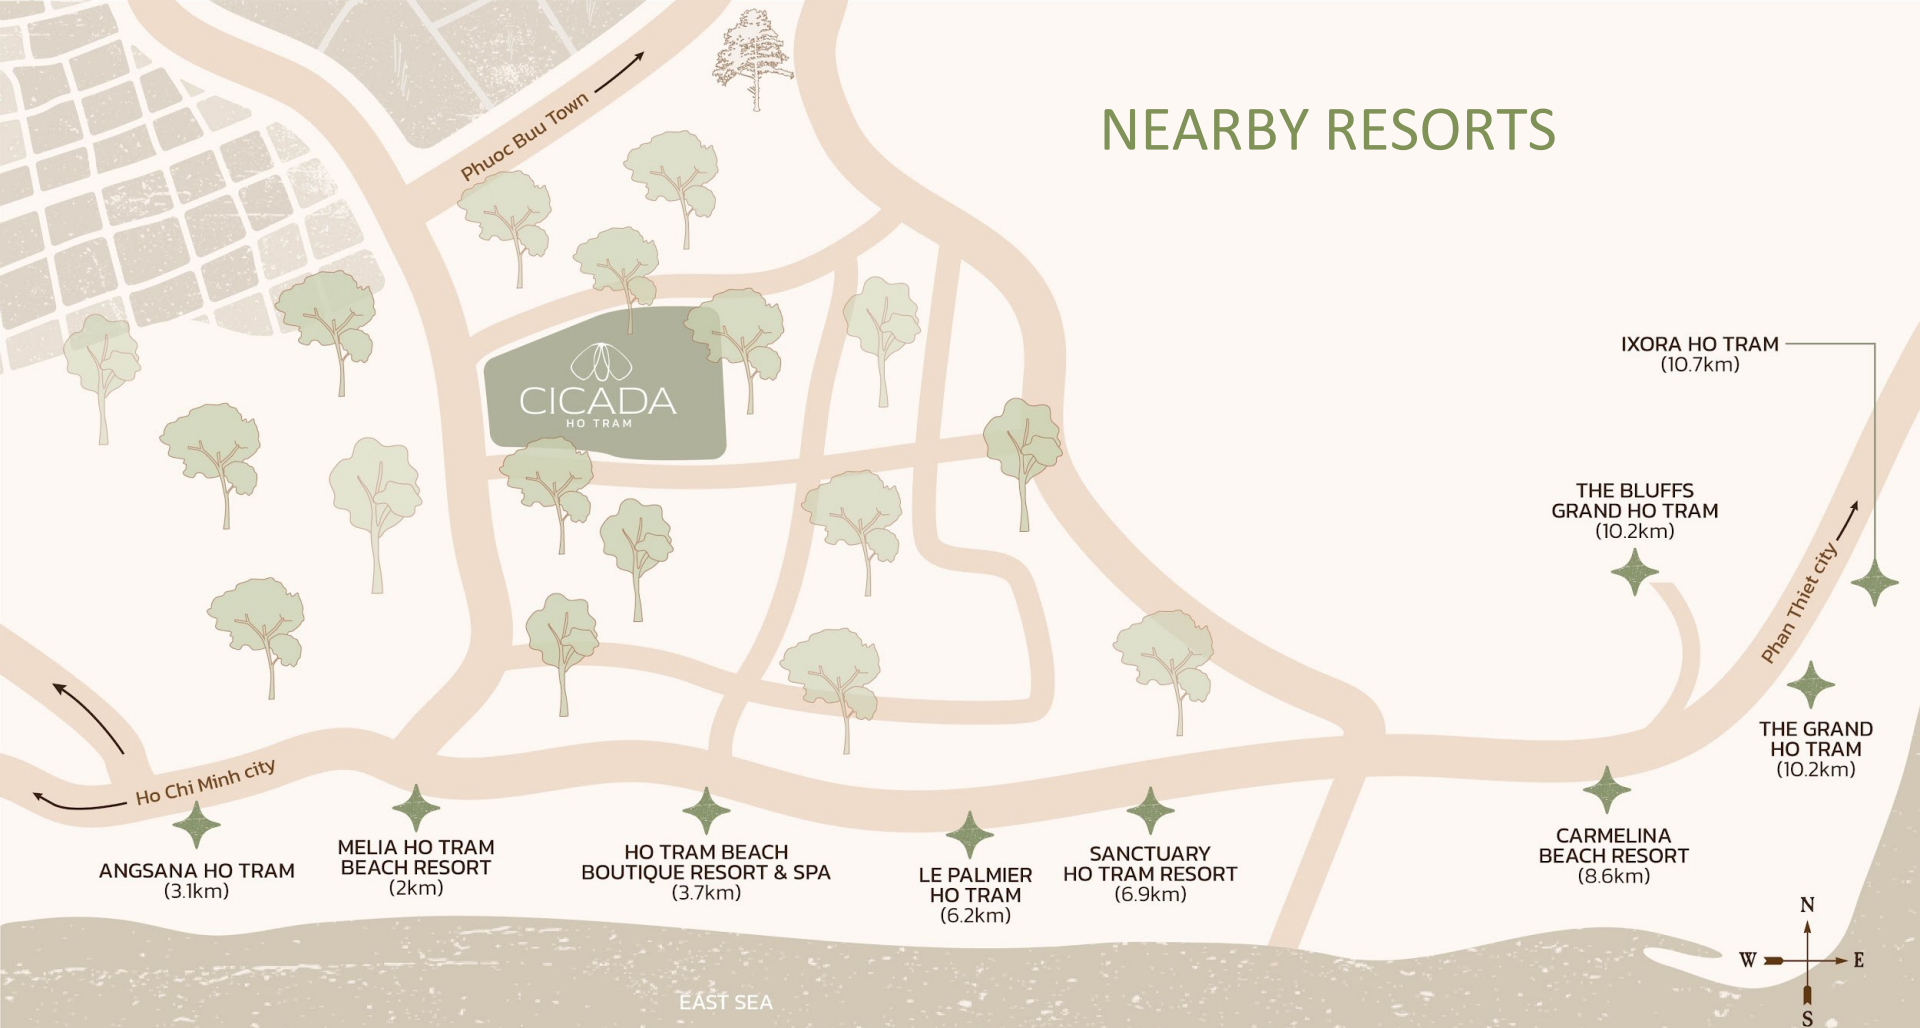 NEARBY RESORTS
Phuoc Buu Town
CICADA
HO TRAM
IXORA HO TRAM
(10.7km)
THE BLUFFS
GRAND HO TRAM
(10.2km)
Phan Thiet city
THE GRAND
HO TRAM
(10.2km)
Ho Chi Minh city
ANGSANA HO TRAM
(3.1km)
MELIA HO TRAM
BEACH RESORT
(2km)
HO TRAM BEACH
BOUTIQUE RESORT & SPA
(3.7km)
LE PALMIER
HO TRAM
(6.2km)
SANCTUARY
HO TRAM RESORT
(6.9km)
CARMELINA
BEACH RESORT
(8.6km)
N
W
E
S
EAST SEA